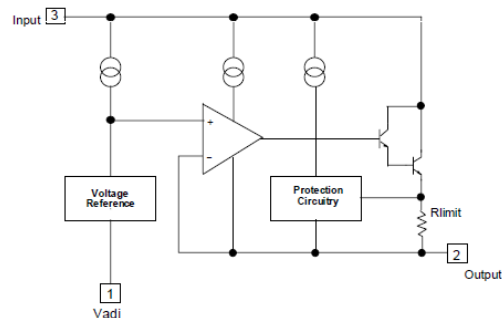 Input 3
+
−
Voltage
Reference
Protection
Circuitry
Rlimit
2
Output
1
Vadj